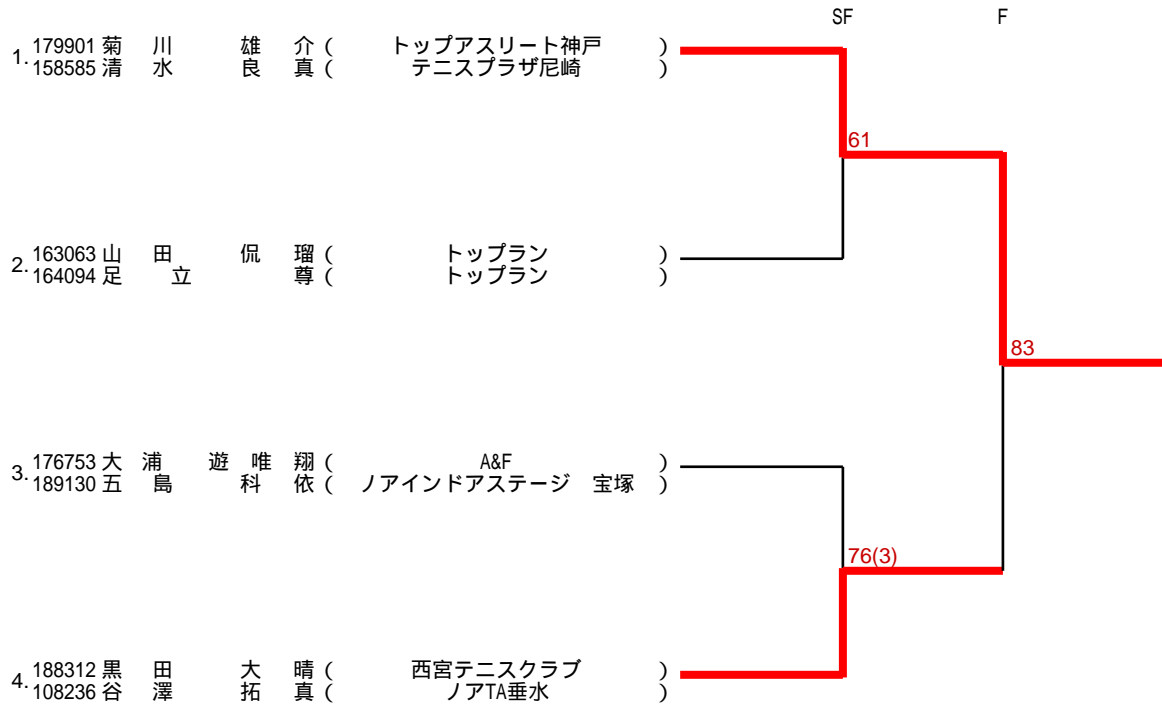 SF F
1. 179901 菊 川 雄 介 ( トップアスリート神戸 )
158585 清 水 良 真 ( テニスプラザ尼崎 )
61
2. 163063 山 田 侃 瑠 ( トップラン )
164094 足 立 尊 ( トップラン )
83
3. 176753 大 浦 遊 唯 翔 ( A&F )
189130 五 島 科 依 ( ノアインドアステージ 宝塚 )
76(3)
4. 188312 黒 田 大 晴 ( 西宮テニスクラブ )
108236 谷 澤 拓 真 ( ノアTA垂水 )